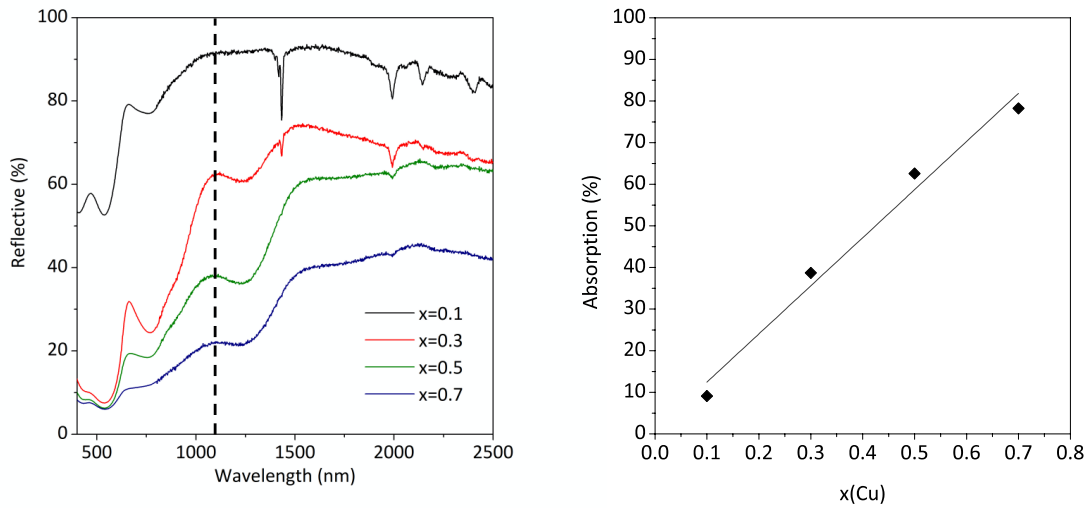 100
80
60
40
20
0
Reflective (%)
500 1000 1500 2000 2500
Wavelength (nm)
x=0.1
x=0.3
x=0.5
x=0.7
100
90
80
70
60
50
40
30
20
10
0
Absorption (%)
0.0 0.1 0.2 0.3 0.4 0.5 0.6 0.7 0.8
x(Cu)